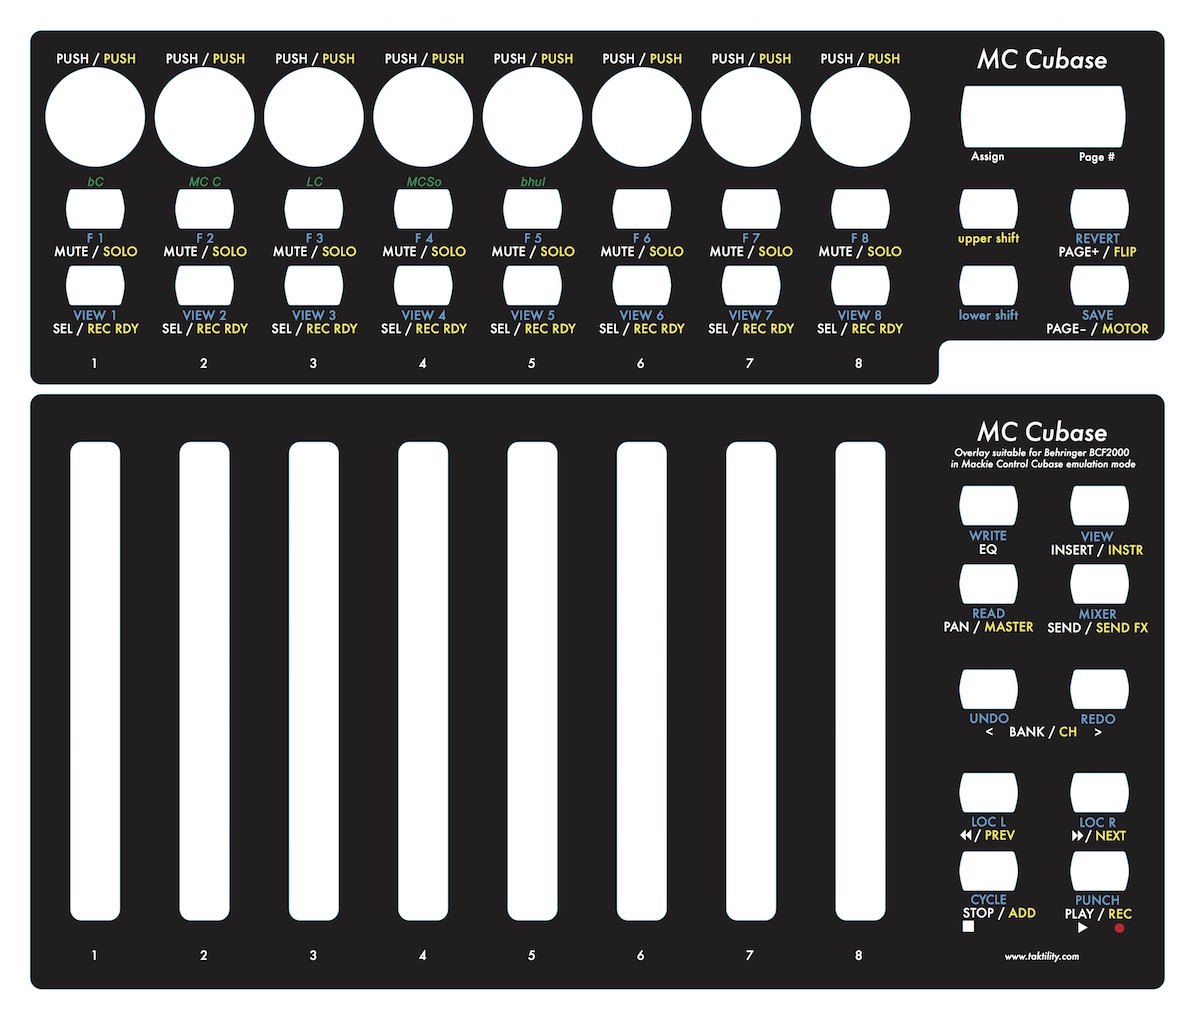 PUSH / PUSH PUSH / PUSH PUSH / PUSH PUSH / PUSH PUSH / PUSH PUSH / PUSH PUSH / PUSH PUSH / PUSH MC Cubase
Assign Page #
bC MC C LC MCSo bhuI
F 1 F 2 F 3 F 4 F 5 F 6 F 7 F 8 upper shift REVERT
MUTE / SOLO MUTE / SOLO MUTE / SOLO MUTE / SOLO MUTE / SOLO MUTE / SOLO MUTE / SOLO MUTE / SOLO PAGE+ / FLIP
VIEW 1 VIEW 2 VIEW 3 VIEW 4 VIEW 5 VIEW 6 VIEW 7 VIEW 8 lower shift SAVE
SEL / REC RDY SEL / REC RDY SEL / REC RDY SEL / REC RDY SEL / REC RDY SEL / REC RDY SEL / REC RDY SEL / REC RDY PAGE– / MOTOR
1 2 3 4 5 6 7 8
MC Cubase
Overlay suitable for Behringer BCF2000
in Mackie Control Cubase emulation mode
WRITE VIEW
EQ INSERT / INSTR
READ MIXER
PAN / MASTER SEND / SEND FX
UNDO REDO
< BANK / CH >
LOC L LOC R
/ PREV / NEXT
CYCLE PUNCH
STOP / ADD PLAY / REC
1 2 3 4 5 6 7 8 www.taktility.com